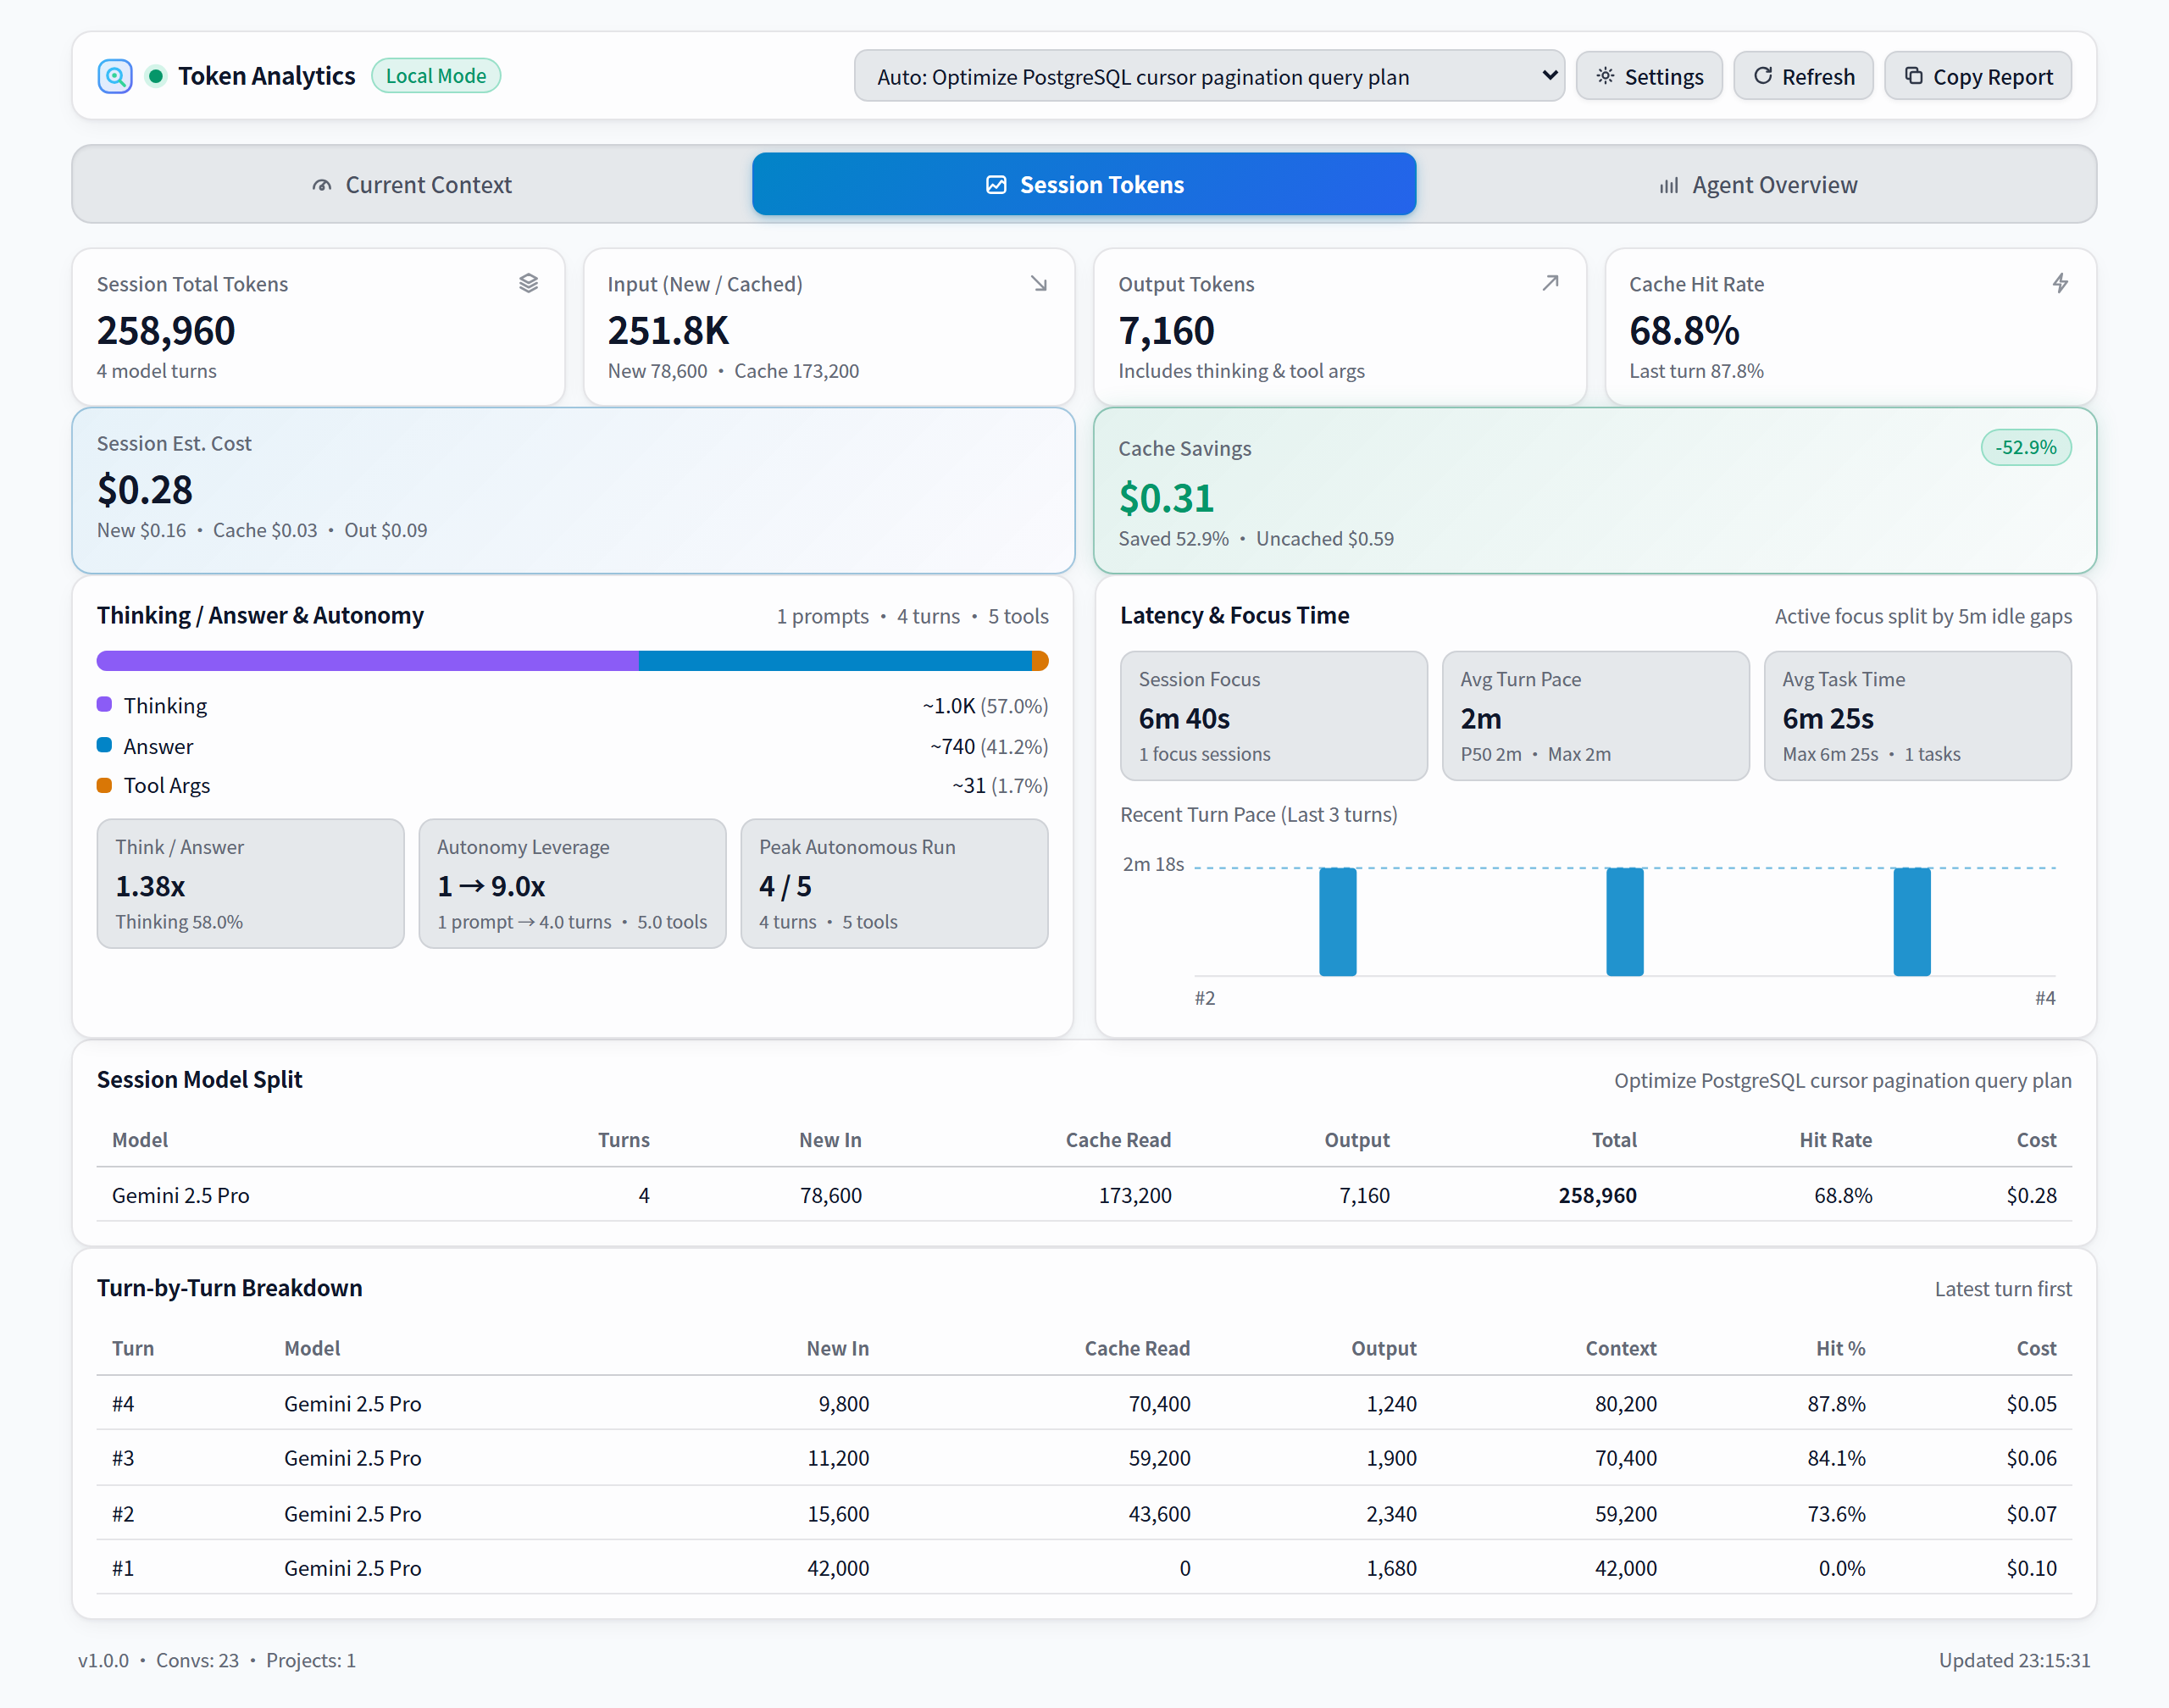 Token Analytics Local Mode Auto: Optimize PostgreSQL cursor pagination query plan Settings Refresh Copy Report
Current Context Session Tokens Agent Overview
Session Total Tokens
258,960
4 model turns
Input (New / Cached)
251.8K
New 78,600 • Cache 173,200
Output Tokens
7,160
Includes thinking & tool args
Cache Hit Rate
68.8%
Last turn 87.8%
Session Est. Cost
$0.28
New $0.16 • Cache $0.03 • Out $0.09
Cache Savings -52.9%
$0.31
Saved 52.9% • Uncached $0.59
Thinking / Answer & Autonomy 1 prompts • 4 turns • 5 tools
Thinking ~1.0K (57.0%)
Answer ~740 (41.2%)
Tool Args ~31 (1.7%)
Think / Answer
1.38x
Thinking 58.0%
Autonomy Leverage
1 → 9.0x
1 prompt → 4.0 turns • 5.0 tools
Peak Autonomous Run
4 / 5
4 turns • 5 tools
Latency & Focus Time Active focus split by 5m idle gaps
Session Focus
6m 40s
1 focus sessions
Avg Turn Pace
2m
P50 2m • Max 2m
Avg Task Time
6m 25s
Max 6m 25s • 1 tasks
Recent Turn Pace (Last 3 turns)
2m 18s
#2 #4
Session Model Split Optimize PostgreSQL cursor pagination query plan
Model Turns New In Cache Read Output Total Hit Rate Cost
Gemini 2.5 Pro 4 78,600 173,200 7,160 258,960 68.8% $0.28
Turn-by-Turn Breakdown Latest turn first
Turn Model New In Cache Read Output Context Hit % Cost
#4 Gemini 2.5 Pro 9,800 70,400 1,240 80,200 87.8% $0.05
#3 Gemini 2.5 Pro 11,200 59,200 1,900 70,400 84.1% $0.06
#2 Gemini 2.5 Pro 15,600 43,600 2,340 59,200 73.6% $0.07
#1 Gemini 2.5 Pro 42,000 0 1,680 42,000 0.0% $0.10
v1.0.0 • Convs: 23 • Projects: 1 Updated 23:15:31